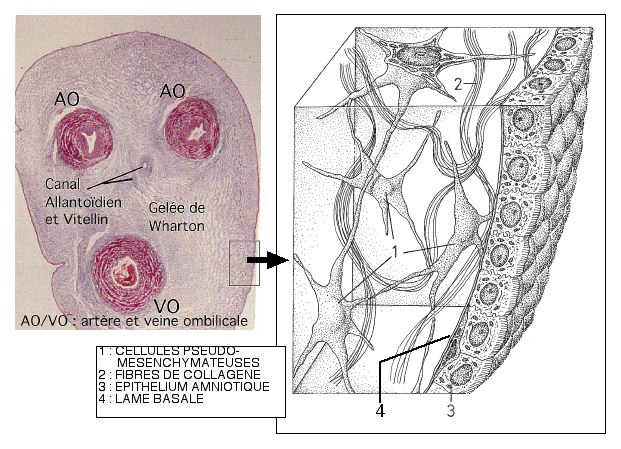 AO
AO
Canal
Allantoïdien
et Vitellin
Gelêe de
Wharton
VO
AO/VO : artère et veine ombilicale
1 : CELLULES PSEUDO-
MESENCHYMATEUSES
2 : FIBRES DE COLLAGENE
3 : EPITHELIUM AMNIOTIQUE
4 : LAME BASALE
2
1
4
3